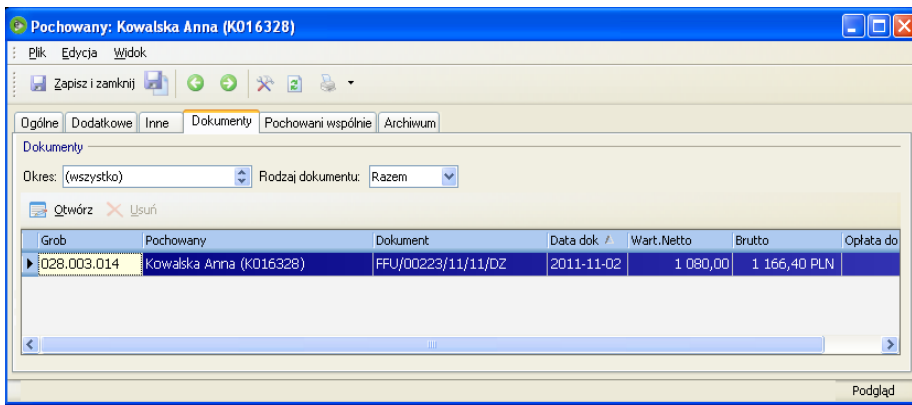 Pochowany: Kowalska Anna (K016328)
Plik Edycja Widok
Zapisz i zamknij
Ogólne Dodatkowe Inne Dokumenty Pochowani wspólnie Archiwum
Dokumenty
Okres: (wszystko) Rodzaj dokumentu: Razem
Otwórz Usuń
Grob Pochowany Dokument Data dok Wart.Netto Brutto Opłata do
028.003.014 Kowalska Anna (K016328) FFU/00223/11/11/DZ 2011-11-02 1 080,00 1 166,40 PLN
Podgląd